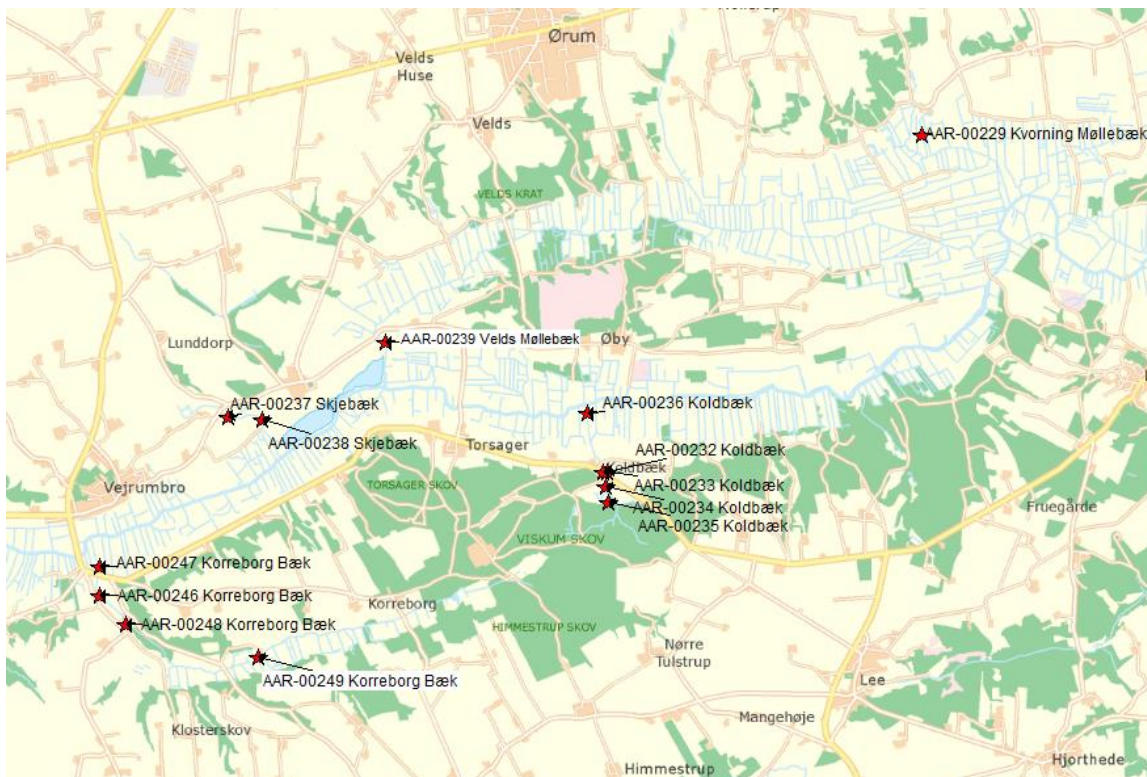 Ørum
Velds
Huse
Velds
AAR-00229 Kvorning Møllebæk
VELDS KRAT
Lunddorp
AAR-00239 Velds Møllebæk
Øby
AAR-00237 Skjebæk
AAR-00236 Koldbæk
AAR-00238 Skjebæk
Torsager
AAR-00232 Koldbæk
Koldbæk
TORSAGER SKOV
AAR-00233 Koldbæk
Vejrumbro
AAR-00234 Koldbæk
Fruegårde
AAR-00235 Koldbæk
VISKUM SKOV
AAR-00247 Korreborg Bæk
AAR-00246 Korreborg Bæk
Korreborg
AAR-00248 Korreborg Bæk
HIMMESTRUP SKOV
Nørre
Tulstrup
AAR-00249 Korreborg Bæk
Lee
Mangehøje
Klosterskov
Hjorthede
Himmestrup